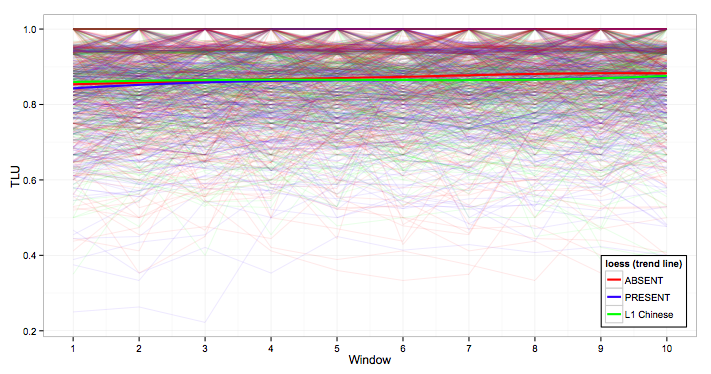 1.0
0.8
0.6
0.4
0.2
TLU
1 2 3 4 5 6 7 8 9 10
Window
loess (trend line)
ABSENT
PRESENT
L1 Chinese